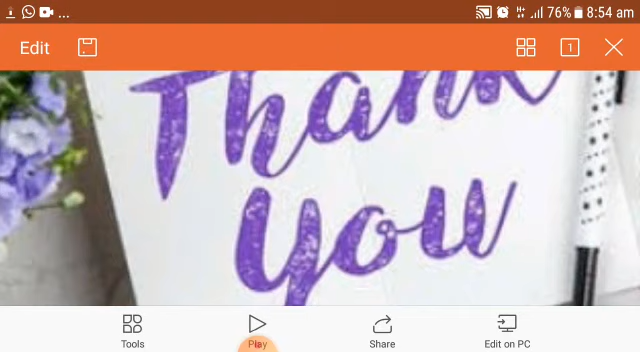 ... H+ 76% 8:54 am
Edit 1
Thank
you
Tools Play Share Edit on PC